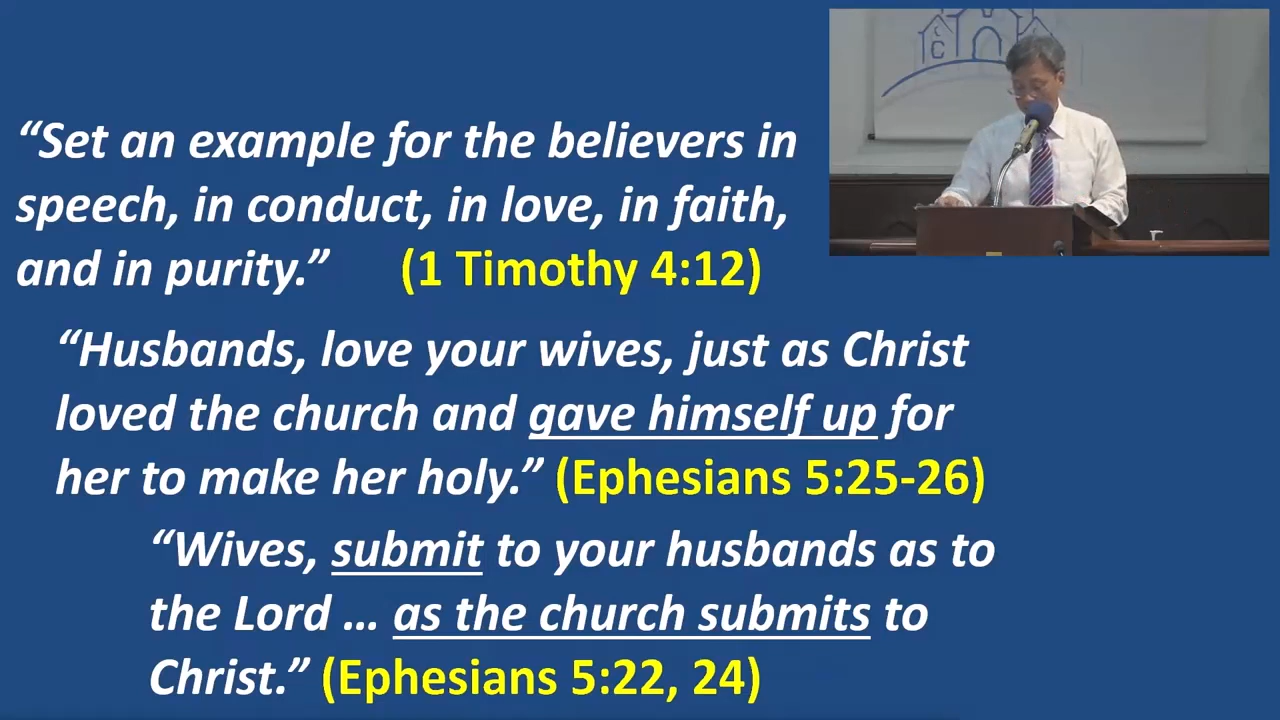 “Set an example for the believers in
speech, in conduct, in love, in faith,
and in purity.” (1 Timothy 4:12)
“Husbands, love your wives, just as Christ
loved the church and gave himself up for
her to make her holy.” (Ephesians 5:25-26)
“Wives, submit to your husbands as to
the Lord ... as the church submits to
Christ.” (Ephesians 5:22, 24)
C
C